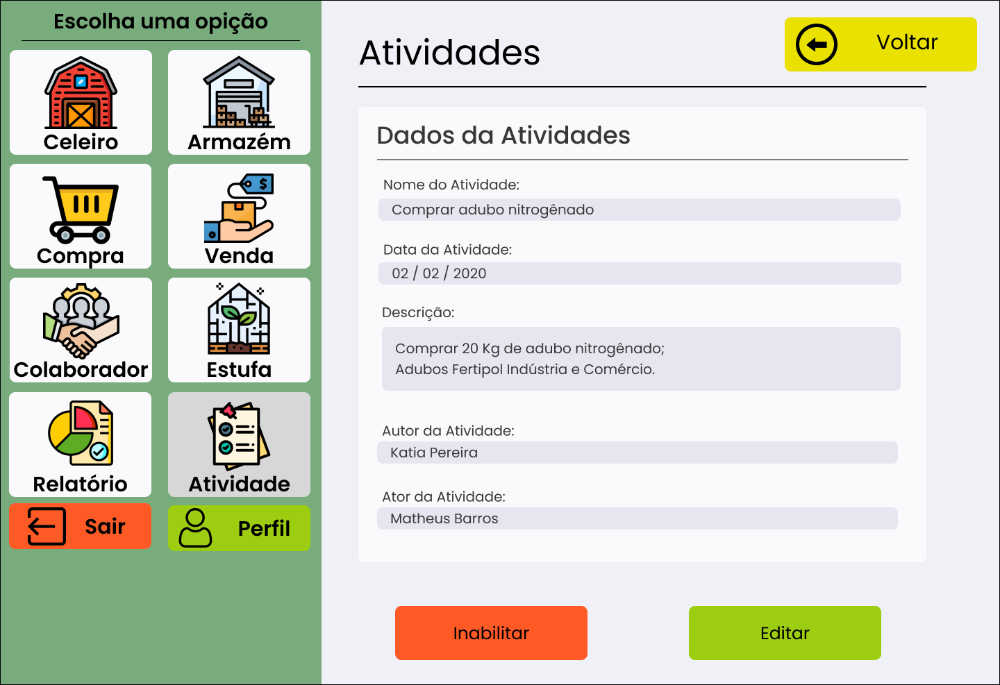 Escolha uma opição
Celeiro
Armazém
Compra
Venda
$
Colaborador
Estufa
Relatório
Atividade
Sair
Perfil
Atividades
Voltar
Dados da Atividades
Nome do Atividade:
Comprar adubo nitrogênado
Data da Atividade:
02 / 02 / 2020
Descrição:
Comprar 20 Kg de adubo nitrogênado;
Adubos Fertipol Indústria e Comércio.
Autor da Atividade:
Katia Pereira
Ator da Atividade:
Matheus Barros
Inabilitar
Editar